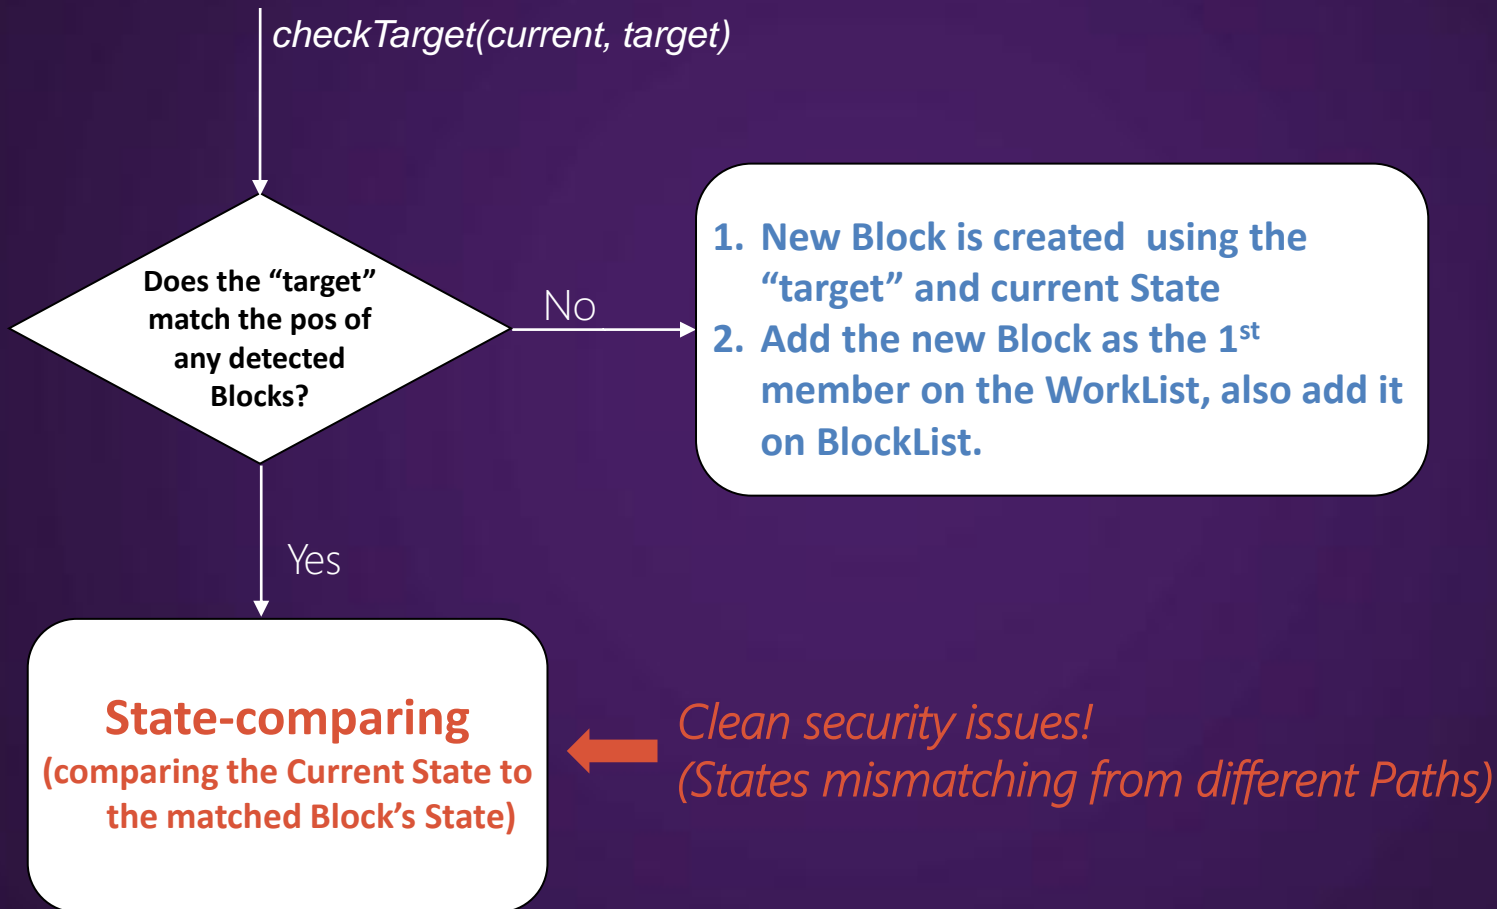 checkTarget(current, target)
Does the “target”
match the pos of
any detected
Blocks?
No
1. New Block is created  using the
“target” and current State
2. Add the new Block as the 1st
member on the WorkList, also add it
on BlockList.
Yes
State-comparing
(comparing the Current State to
the matched Block’s State)
Clean security issues!
(States mismatching from different Paths)